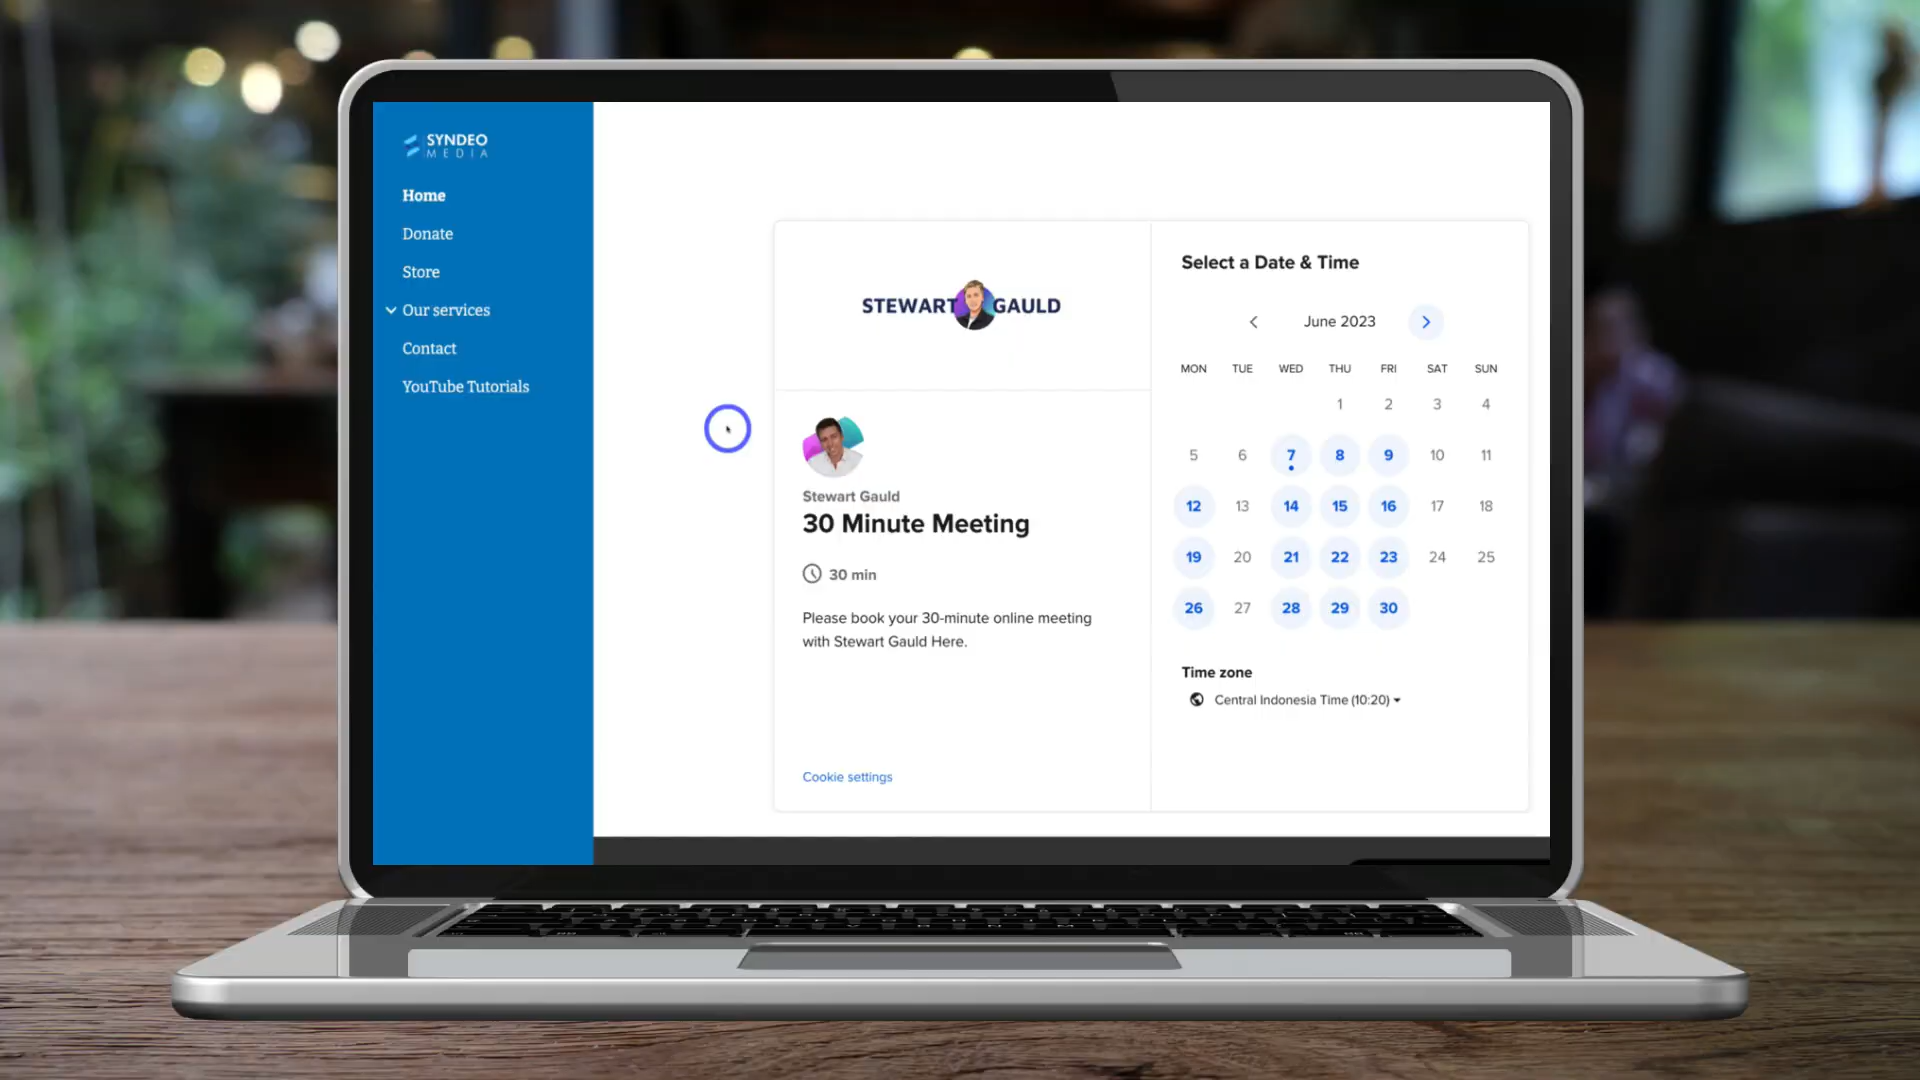 SYNDEO
MEDIA
Home
Donate
Store
Our services
Contact
YouTube Tutorials
STEWART GAULD
Stewart Gauld
30 Minute Meeting
30 min
Please book your 30-minute online meeting
with Stewart Gauld Here.
Cookie settings
Select a Date & Time
June 2023
MON TUE WED THU FRI SAT SUN
1 2 3 4
5 6 7 8 9 10 11
12 13 14 15 16 17 18
19 20 21 22 23 24 25
26 27 28 29 30
Time zone
Central Indonesia Time (10:20)